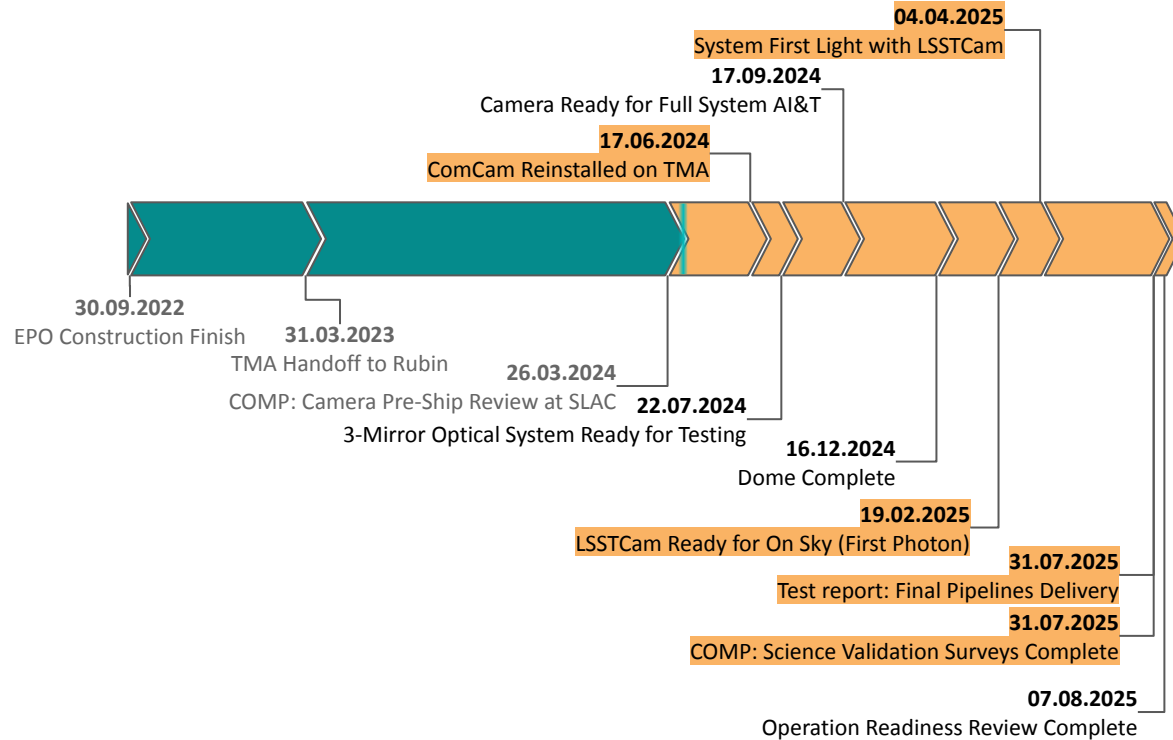 04.04.2025
System First Light with LSSTCam
17.09.2024
Camera Ready for Full System AI&T
17.06.2024
ComCam Reinstalled on TMA
30.09.2022
EPO Construction Finish
31.03.2023
TMA Handoff to Rubin
26.03.2024
COMP: Camera Pre-Ship Review at SLAC
22.07.2024
3-Mirror Optical System Ready for Testing
16.12.2024
Dome Complete
19.02.2025
LSSTCam Ready for On Sky (First Photon)
31.07.2025
Test report: Final Pipelines Delivery
31.07.2025
COMP: Science Validation Surveys Complete
07.08.2025
Operation Readiness Review Complete